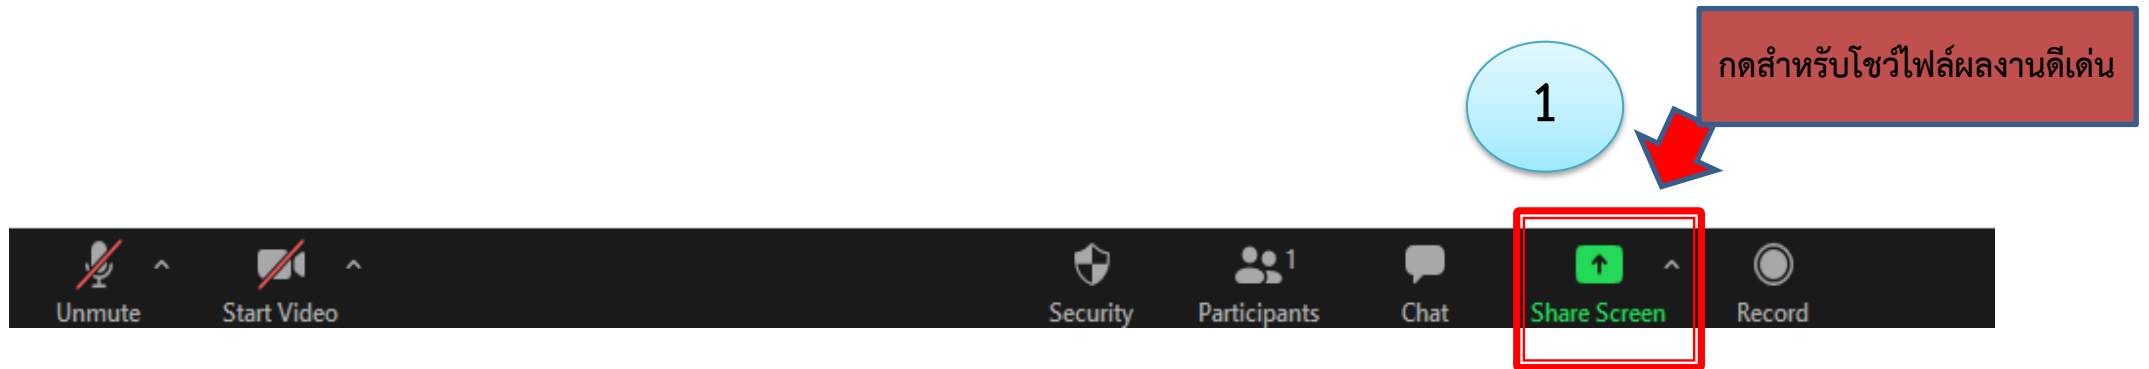 กดสำหรับโชว์ไฟล์ผลงานดีเด่น
1
Unmute
Start Video
Security
Participants
1
Chat
Share Screen
Record